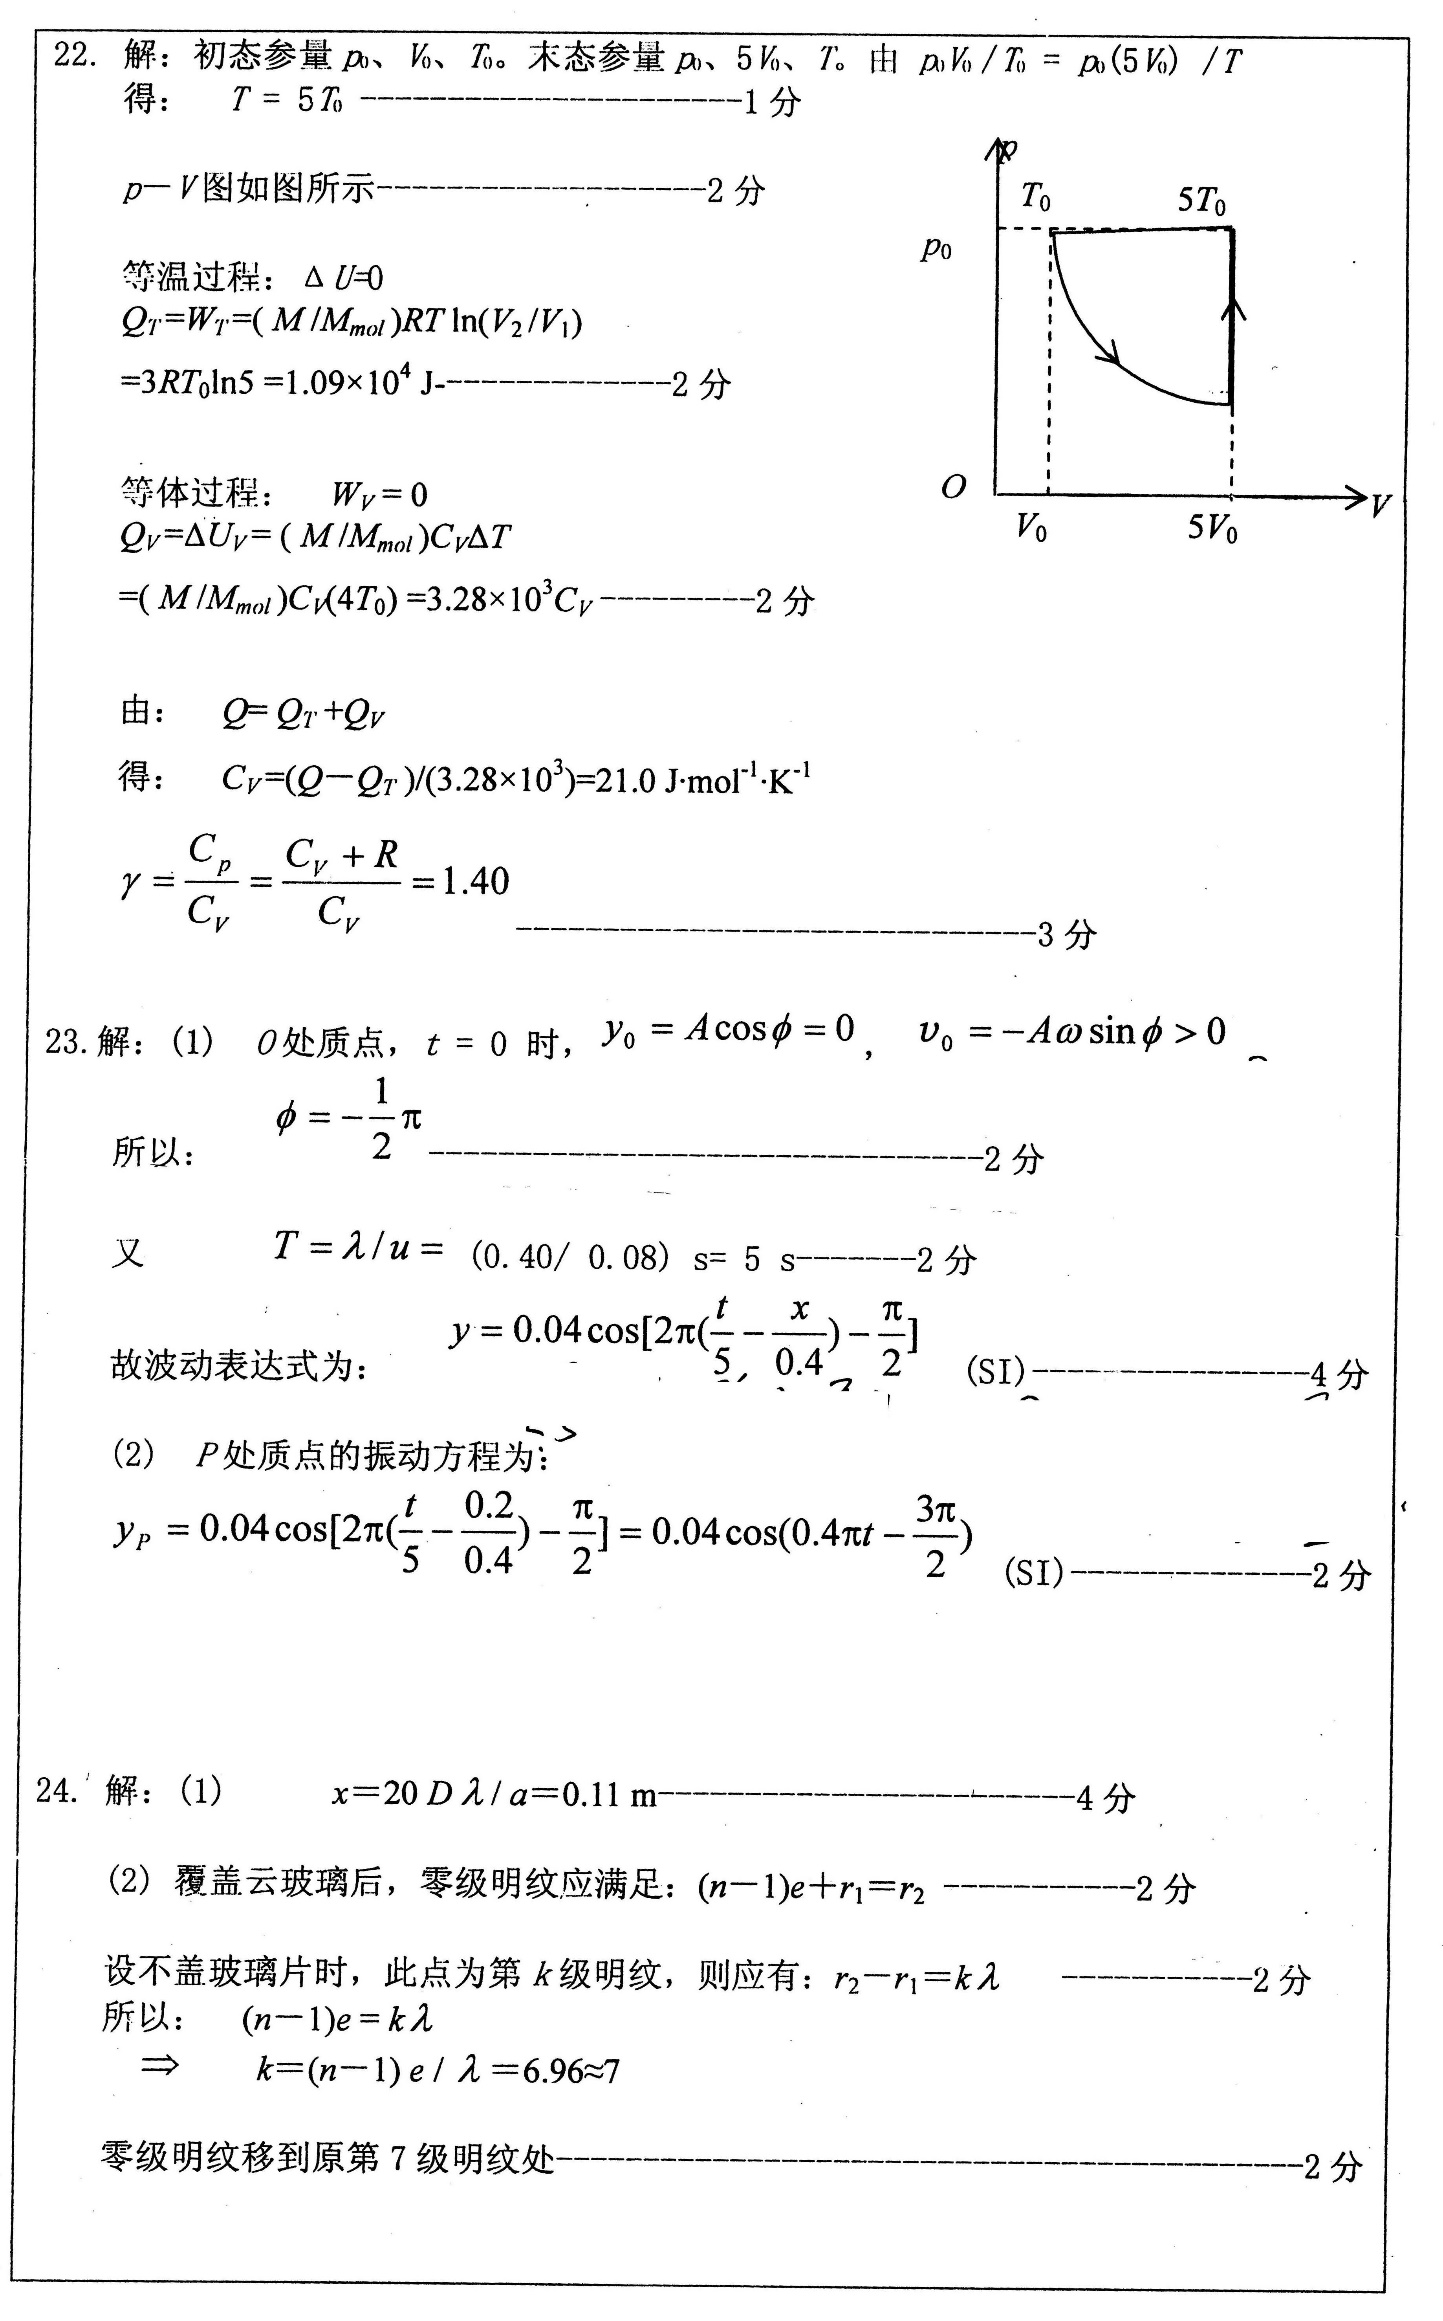 22. 解：初态参量 p₀、V₀、T₀。末态参量 p₀、5V₀、T。由 p₀V₀ / T₀ = p₀(5V₀) / T
得： T = 5T₀ ----------------------1 分
p
T₀ 5T₀
p－V图如图所示-------------------2 分
p₀
等温过程：Δ U=0
Q_T=W_T=( M /M_mol )RT ln(V₂ /V₁)
=3RT₀ln5 =1.09×10⁴ J--------------2 分
O V
V₀ 5V₀
等体过程： W_V = 0
Q_V=ΔU_V= ( M /M_mol )C_VΔT
=( M /M_mol )C_V(4T₀) =3.28×10³C_V ----------2 分
由： Q= Q_T +Q_V
得： C_V=(Q－Q_T )/(3.28×10³)=21.0 J·mol⁻¹·K⁻¹
γ = C_p / C_V = (C_V + R) / C_V = 1.40 ------------------------------3 分
23. 解：(1) O处质点，t = 0 时，y₀ = A cos ϕ = 0， υ₀ = −Aω sin ϕ > 0
所以： ϕ = −1/2 π --------------------------------2 分
又 T = λ / u = (0.40/ 0.08) s= 5 s-------2 分
故波动表达式为： y = 0.04 cos[2π(t/5 − x/0.4) − π/2] (SI)----------------4 分
(2) P处质点的振动方程为：
y_P = 0.04 cos[2π(t/5 − 0.2/0.4) − π/2] = 0.04 cos(0.4πt − 3π/2) (SI)--------------2 分
24. 解：(1) x＝20 D λ / a＝0.11 m------------------------4 分
(2) 覆盖云玻璃后，零级明纹应满足：(n－1)e＋r₁＝r₂ -----------2 分
设不盖玻璃片时，此点为第 k 级明纹，则应有：r₂－r₁＝k λ -----------2 分
所以： (n－1)e = k λ
⇒ k＝(n－1) e / λ ＝6.96≈7
零级明纹移到原第 7 级明纹处-------------------------------------------2 分